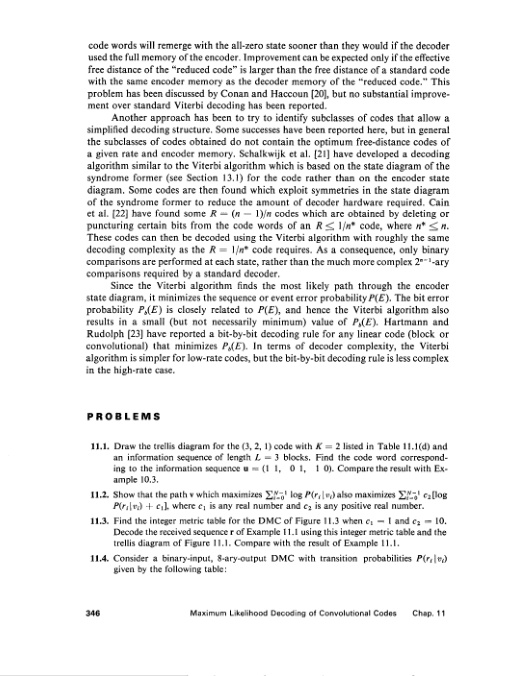 code words will remerge with the all-zero state sooner than they would if the decoder
used the full memory of the encoder. Improvement can be expected only if the effective
free distance of the "reduced code" is larger than the free distance of a standard code
with the same encoder memory as the decoder memory of the "reduced code." This
problem has been discussed by Conan and Haccoun [20], but no substantial improve-
ment over standard Viterbi decoding has been reported.
Another approach has been to try to identify subclasses of codes that allow a
simplified decoding structure. Some successes have been reported here, but in general
the subclasses of codes obtained do not contain the optimum free-distance codes of
a given rate and encoder memory. Schalkwijk et al. [21] have developed a decoding
algorithm similar to the Viterbi algorithm which is based on the state diagram of the
syndrome former (see Section 13.1) for the code rather than on the encoder state
diagram. Some codes are then found which exploit symmetries in the state diagram
of the syndrome former to reduce the amount of decoder hardware required. Cain
et al. [22] have found some R = (n − 1)/n codes which are obtained by deleting or
puncturing certain bits from the code words of an R ≤ 1/n* code, where n* ≤ n.
These codes can then be decoded using the Viterbi algorithm with roughly the same
decoding complexity as the R = 1/n* code requires. As a consequence, only binary
comparisons are performed at each state, rather than the much more complex 2ⁿ⁻¹-ary
comparisons required by a standard decoder.
Since the Viterbi algorithm finds the most likely path through the encoder
state diagram, it minimizes the sequence or event error probability P(E). The bit error
probability P_b(E) is closely related to P(E), and hence the Viterbi algorithm also
results in a small (but not necessarily minimum) value of P_b(E). Hartmann and
Rudolph [23] have reported a bit-by-bit decoding rule for any linear code (block or
convolutional) that minimizes P_b(E). In terms of decoder complexity, the Viterbi
algorithm is simpler for low-rate codes, but the bit-by-bit decoding rule is less complex
in the high-rate case.
PROBLEMS
11.1. Draw the trellis diagram for the (3, 2, 1) code with K = 2 listed in Table 11.1(d) and
an information sequence of length L = 3 blocks. Find the code word correspond-
ing to the information sequence u = (1 1, 0 1, 1 0). Compare the result with Ex-
ample 10.3.
11.2. Show that the path v which maximizes Σ_{i=0}^{N−1} log P(r_i|v_i) also maximizes Σ_{i=0}^{N−1} c₂[log
P(r_i|v_i) + c₁], where c₁ is any real number and c₂ is any positive real number.
11.3. Find the integer metric table for the DMC of Figure 11.3 when c₁ = 1 and c₂ = 10.
Decode the received sequence r of Example 11.1 using this integer metric table and the
trellis diagram of Figure 11.1. Compare with the result of Example 11.1.
11.4. Consider a binary-input, 8-ary-output DMC with transition probabilities P(r_i|v_i)
given by the following table:
346 Maximum Likelihood Decoding of Convolutional Codes Chap. 11